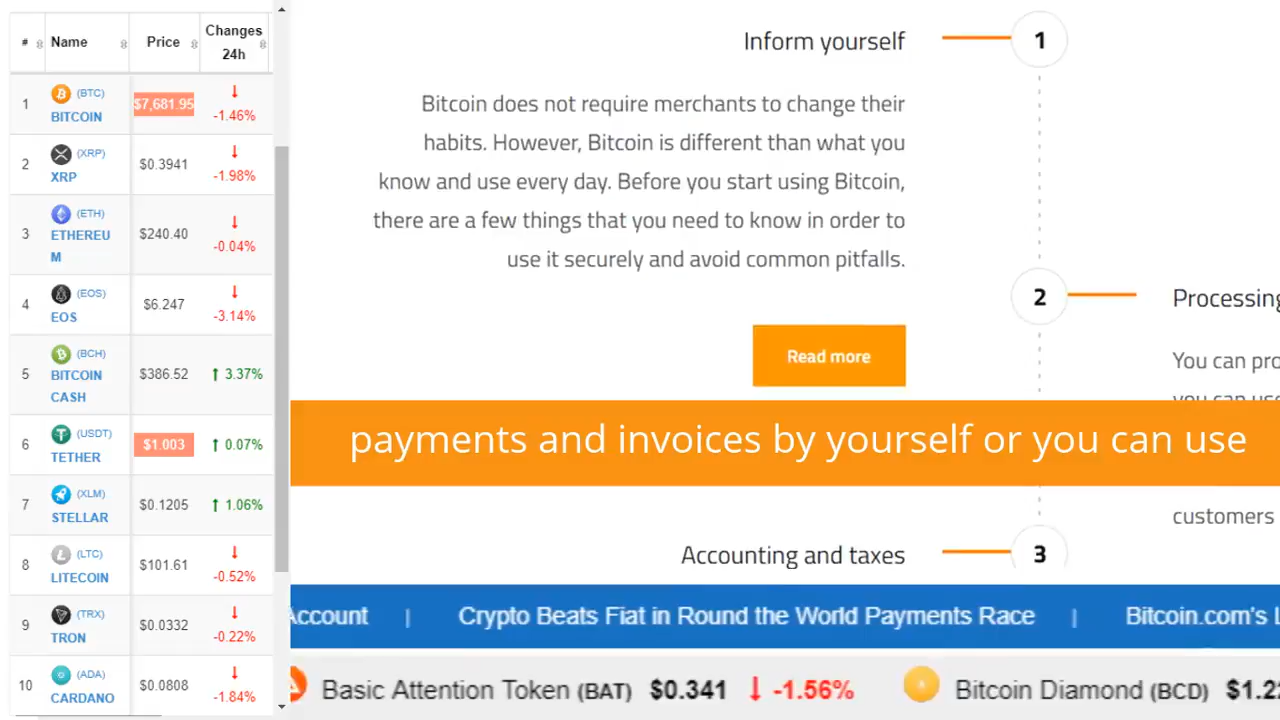 # Name Price Changes 24h
1 (BTC) BITCOIN $7,681.95 ↓ -1.46%
2 (XRP) XRP $0.3941 ↓ -1.98%
3 (ETH) ETHEREUM $240.40 ↓ -0.04%
4 (EOS) EOS $6.247 ↓ -3.14%
5 (BCH) BITCOIN CASH $386.52 ↑ 3.37%
6 (USDT) TETHER $1.003 ↑ 0.07%
7 (XLM) STELLAR $0.1205 ↑ 1.06%
8 (LTC) LITECOIN $101.61 ↓ -0.52%
9 (TRX) TRON $0.0332 ↓ -0.22%
10 (ADA) CARDANO $0.0808 ↓ -1.84%
Inform yourself 1
Bitcoin does not require merchants to change their
habits. However, Bitcoin is different than what you
know and use every day. Before you start using Bitcoin,
there are a few things that you need to know in order to
use it securely and avoid common pitfalls.
Read more
2 Processing
You can
payments and invoices by yourself or you can use
customers
Accounting and taxes 3
Account | Crypto Beats Fiat in Round the World Payments Race | Bitcoin.com's
Basic Attention Token (BAT) $0.341 ↓ -1.56% Bitcoin Diamond (BCD)